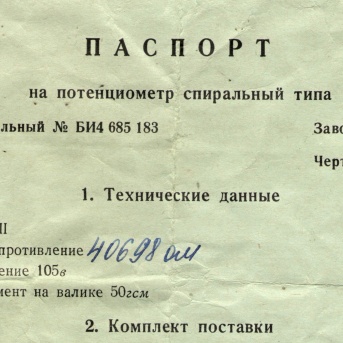 ПАСПОРТ
на потенциометр спиральный типа
льный № БИ4 685 183 Заво
Черт
1. Технические данные
II
противление 40698 ом
ение 105в
мент на валике 50гсм
2. Комплект поставки